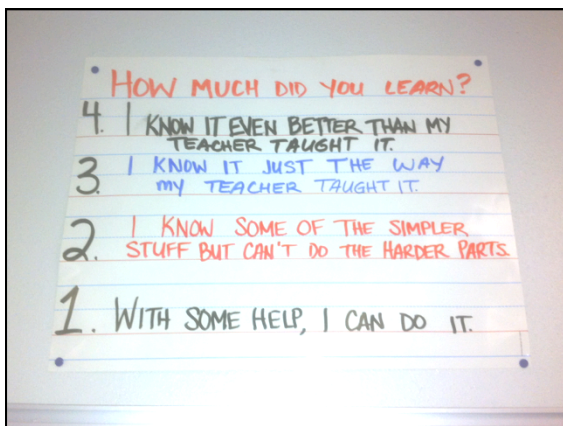 HOW MUCH DID YOU LEARN?
4. I KNOW IT EVEN BETTER THAN MY
TEACHER TAUGHT IT.
3. I KNOW IT JUST THE WAY
MY TEACHER TAUGHT IT.
2. I KNOW SOME OF THE SIMPLER
STUFF BUT CAN'T DO THE HARDER PARTS.
1. WITH SOME HELP, I CAN DO IT.